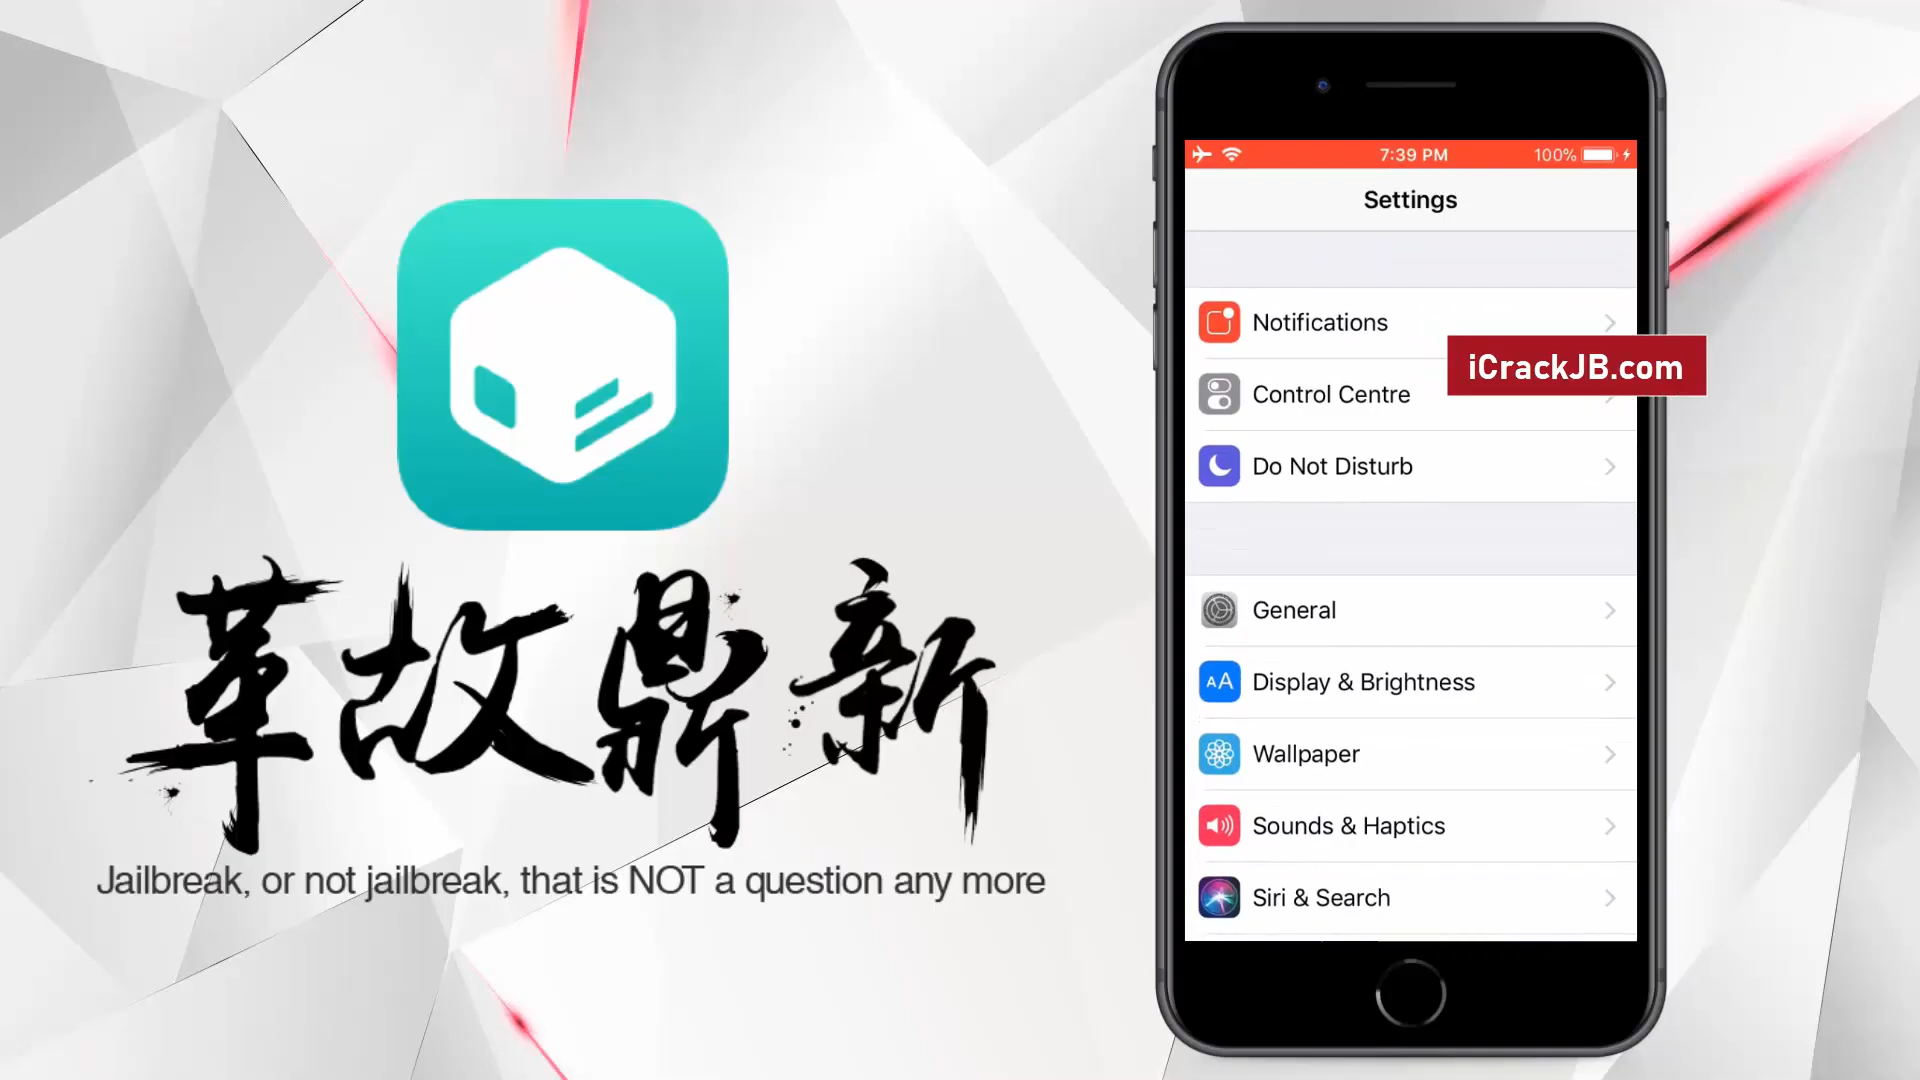 革故鼎新
Jailbreak, or not jailbreak, that is NOT a question any more
7:39 PM
100%
Settings
Notifications
iCrackJB.com
Control Centre
Do Not Disturb
General
AA Display & Brightness
Wallpaper
Sounds & Haptics
Siri & Search